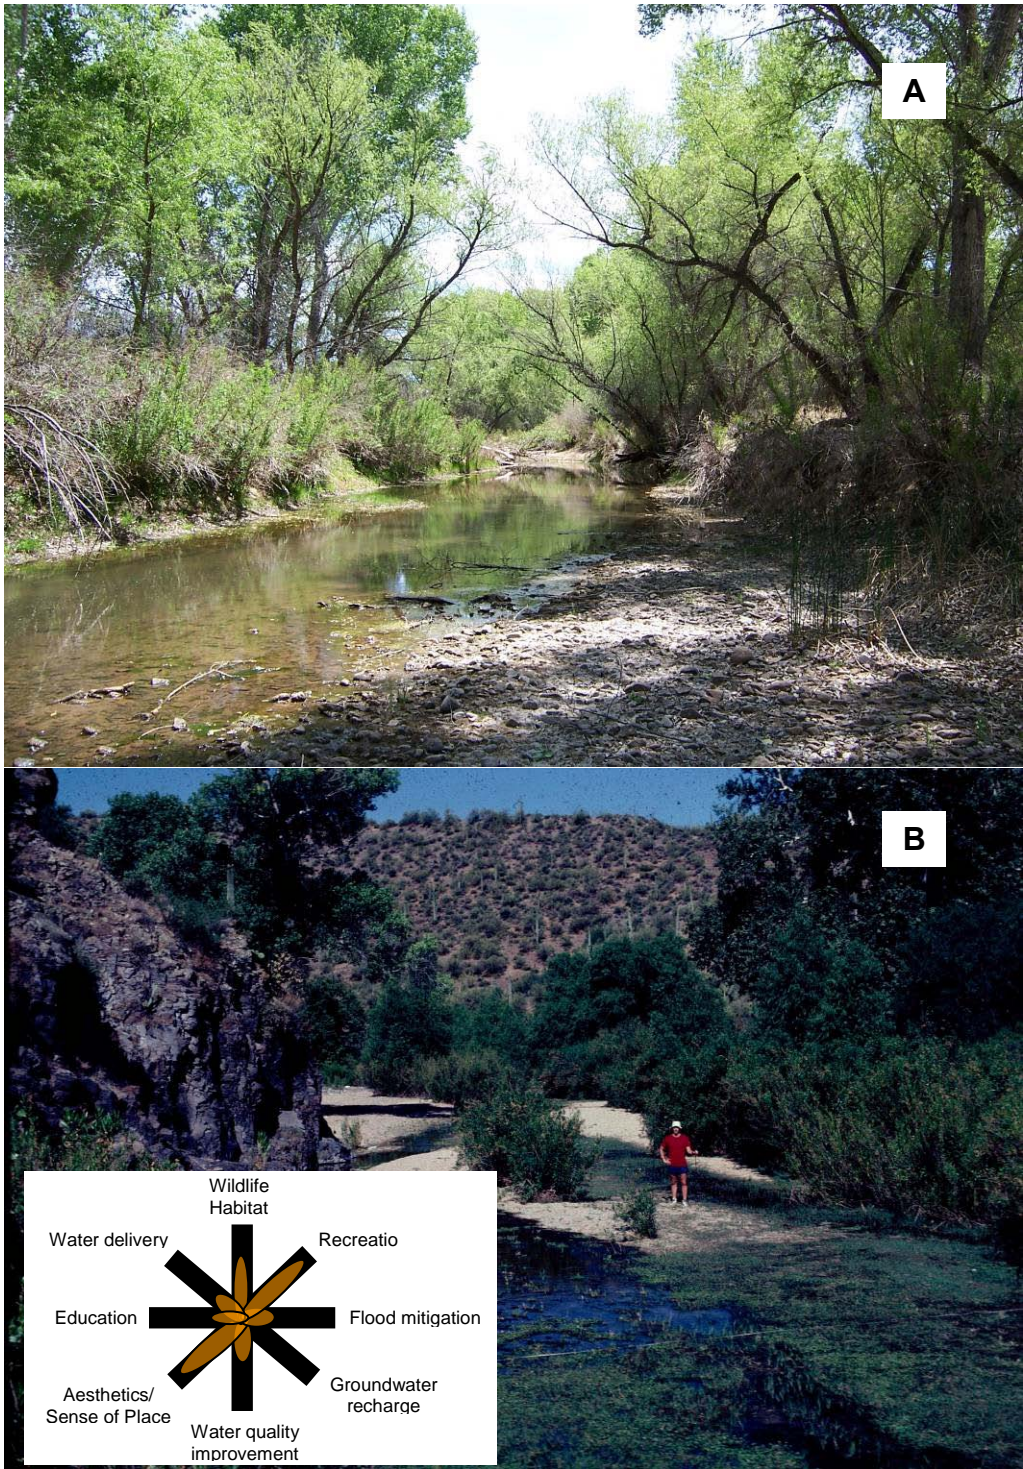 A
B
Wildlife
Habitat
Water delivery
Recreatio
Education
Flood mitigation
Aesthetics/
Sense of Place
Groundwater
recharge
Water quality
improvement